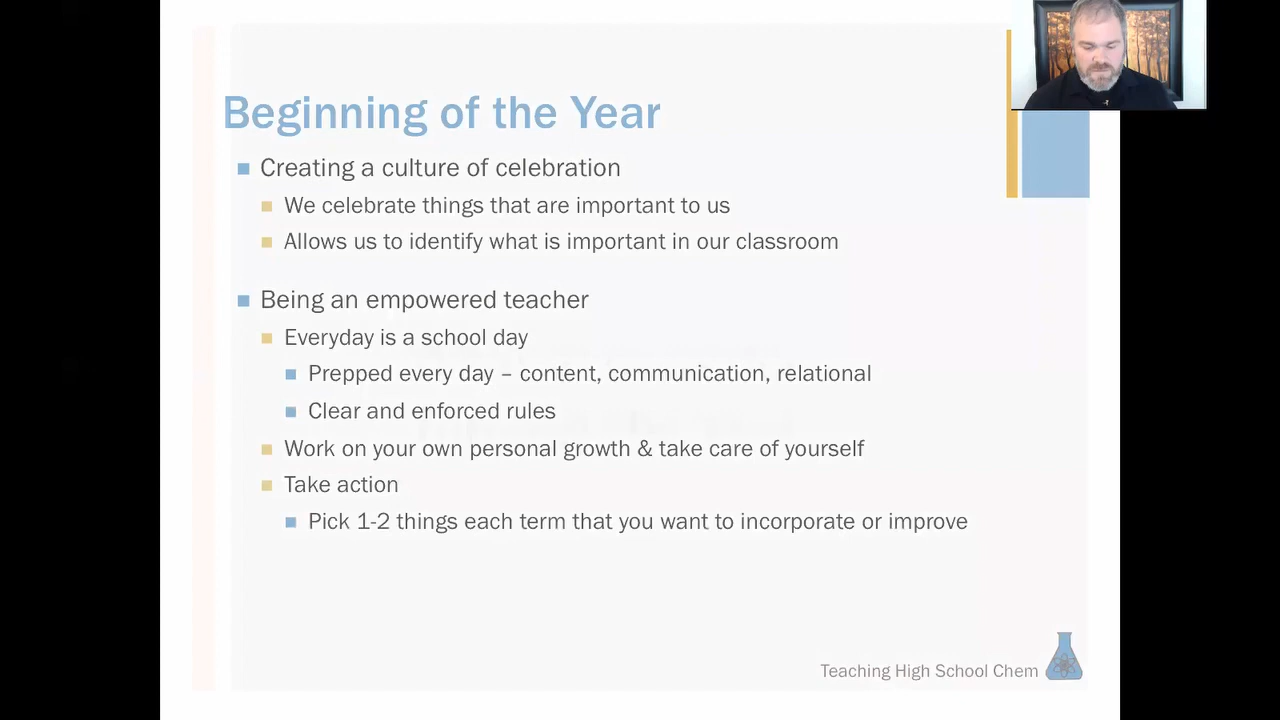 Beginning of the Year
Creating a culture of celebration
We celebrate things that are important to us
Allows us to identify what is important in our classroom
Being an empowered teacher
Everyday is a school day
Prepped every day – content, communication, relational
Clear and enforced rules
Work on your own personal growth & take care of yourself
Take action
Pick 1-2 things each term that you want to incorporate or improve
Teaching High School Chem